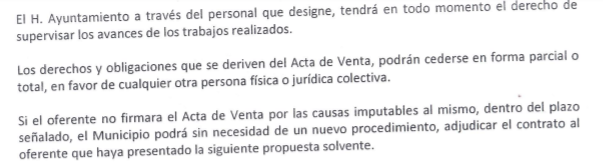 El H. Ayuntamiento a través del personal que designe, tendrá en todo momento el derecho de
supervisar los avances de los trabajos realizados.
Los derechos y obligaciones que se deriven del Acta de Venta, podrán cederse en forma parcial o
total, en favor de cualquier otra persona física o jurídica colectiva.
Si el oferente no firmara el Acta de Venta por las causas imputables al mismo, dentro del plazo
señalado, el Municipio podrá sin necesidad de un nuevo procedimiento, adjudicar el contrato al
oferente que haya presentado la siguiente propuesta solvente.